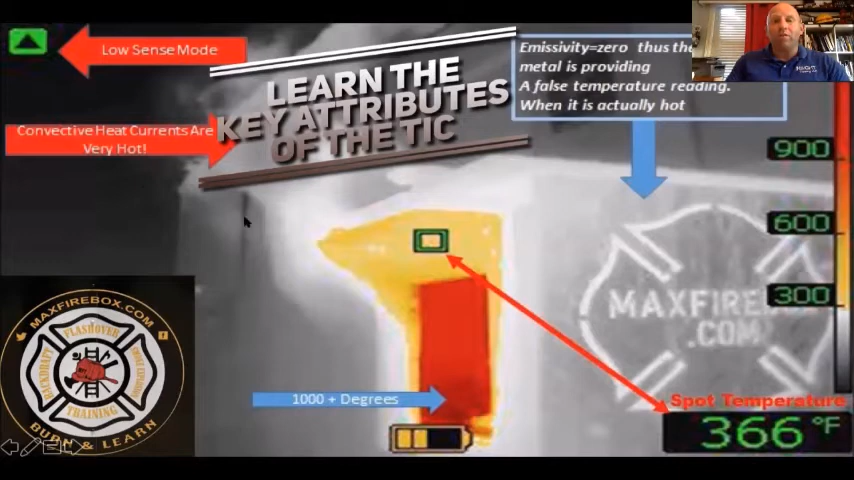 Low Sense Mode
LEARN THE
KEY ATTRIBUTES
OF THE TIC
Emissivity=zero thus the
metal is providing
A false temperature reading.
When it is actually hot
Convective Heat Currents Are
Very Hot!
900
600
300
MAXFIREBOX
.COM
MAXFIREBOX.COM
FLASHOVER
BACKDRAFT
TRAINING
BURN & LEARN
1000 + Degrees
Spot Temperature
366 °F